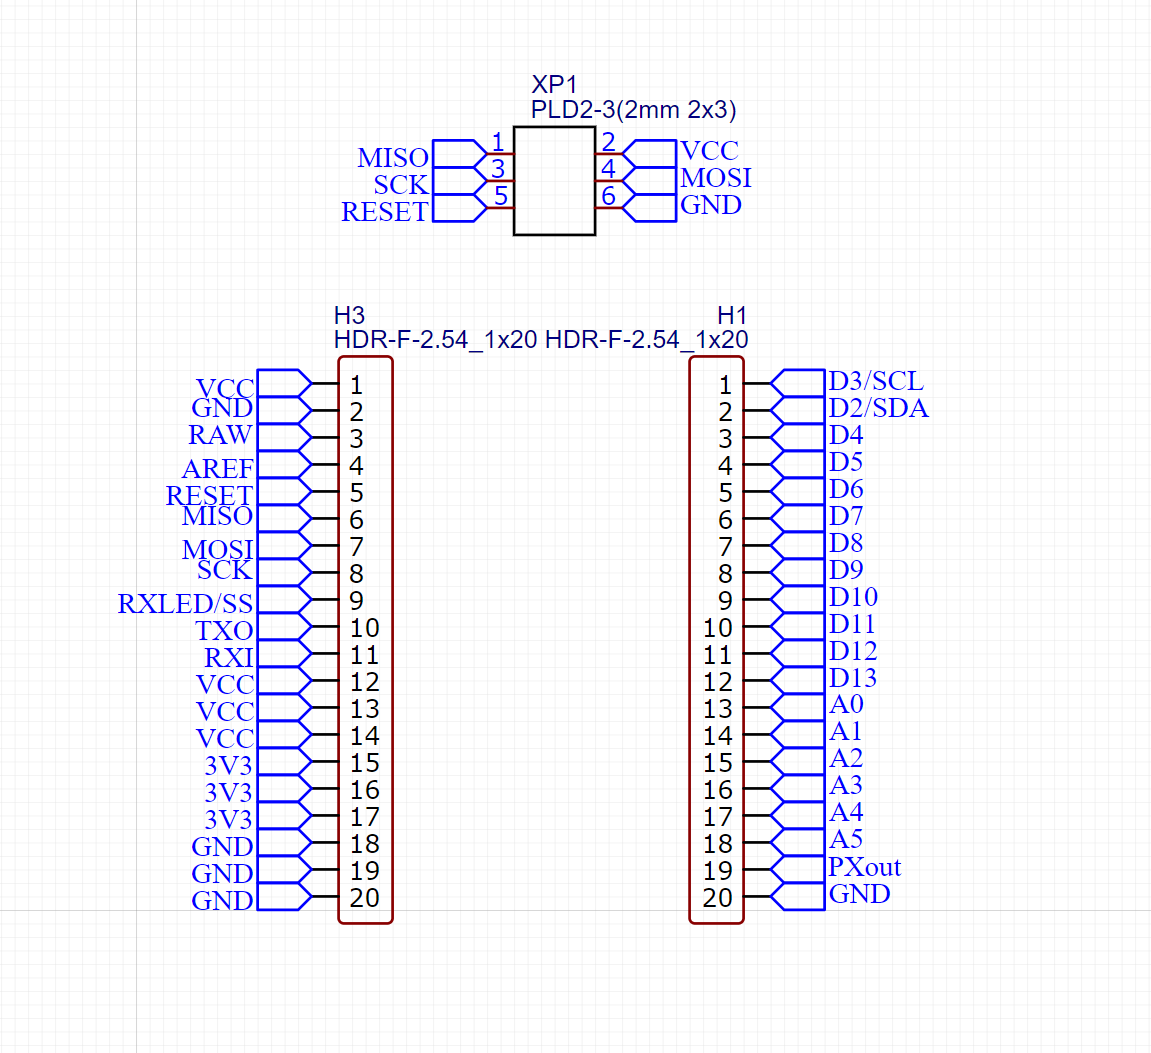 XP1
PLD2-3(2mm 2x3)
MISO 1 2 VCC
SCK 3 4 MOSI
RESET 5 6 GND
H3 H1
HDR-F-2.54_1x20 HDR-F-2.54_1x20
VCC 1 1 D3/SCL
GND 2 2 D2/SDA
RAW 3 3 D4
AREF 4 4 D5
RESET 5 5 D6
MISO 6 6 D7
MOSI 7 7 D8
SCK 8 8 D9
RXLED/SS 9 9 D10
TXO 10 10 D11
RXI 11 11 D12
VCC 12 12 D13
VCC 13 13 A0
VCC 14 14 A1
3V3 15 15 A2
3V3 16 16 A3
3V3 17 17 A4
GND 18 18 A5
GND 19 19 PXout
GND 20 20 GND